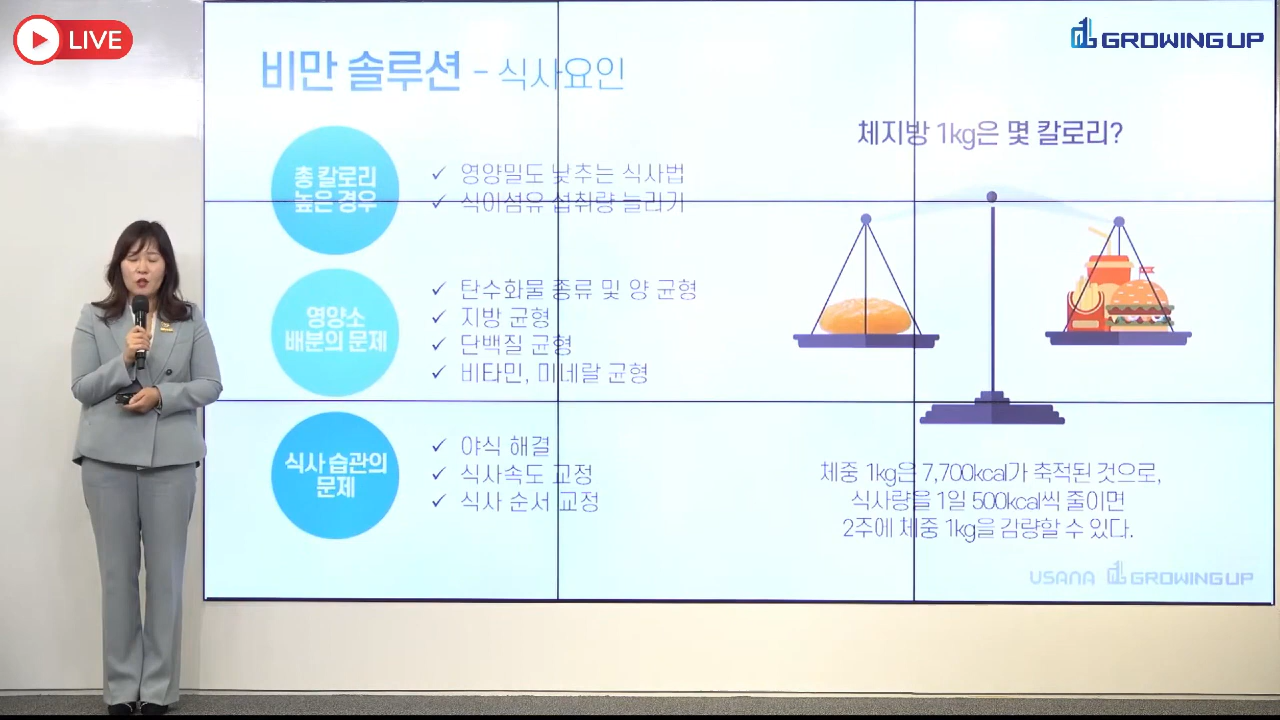 LIVE
GROWING UP
비만 솔루션 - 식사요인
총 칼로리
높은 경우
✓ 영양밀도 낮추는 식사법
✓ 식이섬유 섭취량 늘리기
영양소
배분의 문제
✓ 탄수화물 종류 및 양 균형
✓ 지방 균형
✓ 단백질 균형
✓ 비타민, 미네랄 균형
식사 습관의
문제
✓ 야식 해결
✓ 식사속도 교정
✓ 식사 순서 교정
체지방 1kg은 몇 칼로리?
체중 1kg은 7,700kcal가 축적된 것으로,
식사량을 1일 500kcal씩 줄이면
2주에 체중 1kg을 감량할 수 있다.
USANA GROWING UP